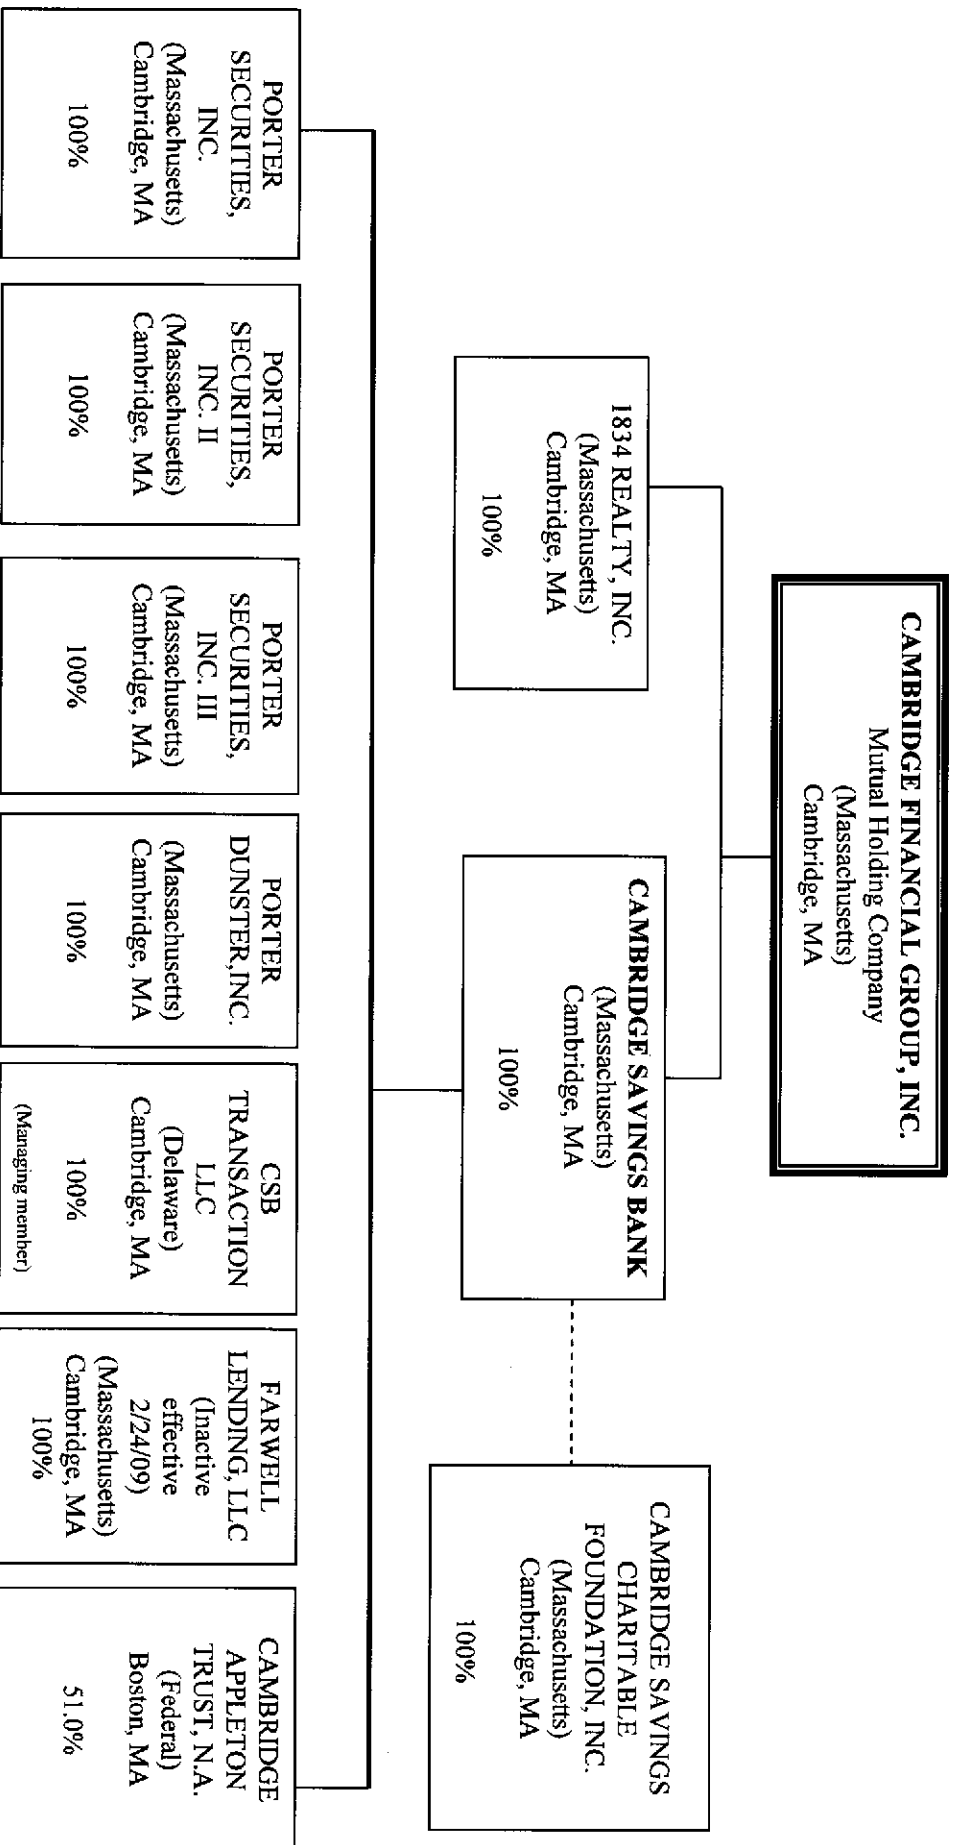 CAMBRIDGE FINANCIAL GROUP, INC.
Mutual Holding Company
(Massachusetts)
Cambridge, MA
1834 REALTY, INC.
(Massachusetts)
Cambridge, MA
100%
CAMBRIDGE SAVINGS BANK
(Massachusetts)
Cambridge, MA
100%
CAMBRIDGE SAVINGS
CHARITABLE
FOUNDATION, INC.
(Massachusetts)
Cambridge, MA
100%
PORTER
SECURITIES,
INC.
(Massachusetts)
Cambridge, MA
100%
PORTER
SECURITIES,
INC. II
(Massachusetts)
Cambridge, MA
100%
PORTER
SECURITIES,
INC. III
(Massachusetts)
Cambridge, MA
100%
PORTER
DUNSTER,INC.
(Massachusetts)
Cambridge, MA
100%
CSB
TRANSACTION
LLC
(Delaware)
Cambridge, MA
100%
(Managing member)
FARWELL
LENDING, LLC
(Inactive
effective
2/24/09)
(Massachusetts)
Cambridge, MA
100%
CAMBRIDGE
APPLETON
TRUST, N.A.
(Federal)
Boston, MA
51.0%